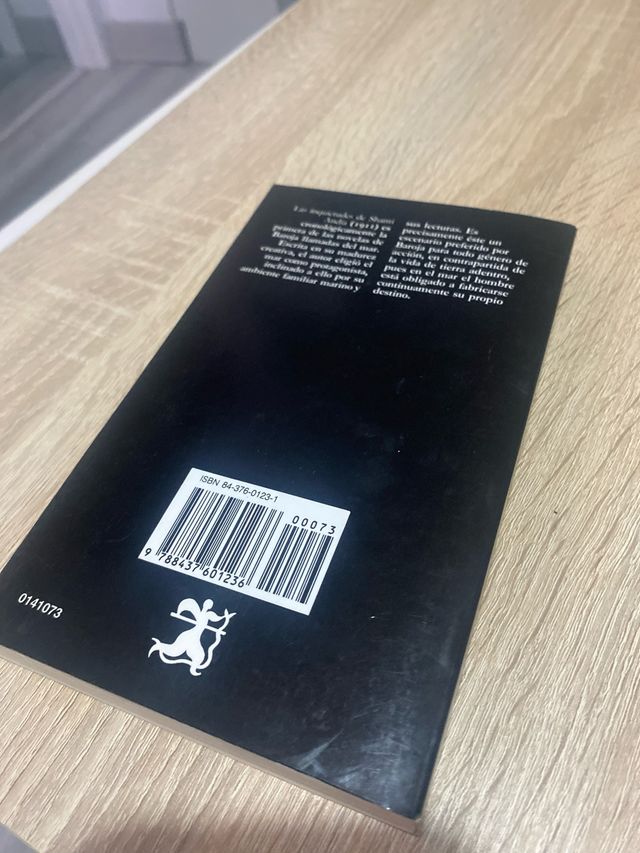 Las inquietudes de Shanti
Andía (1911) es
cronológicamente la
primera de las novelas de
Baroja llamadas del mar.
Escrita en su madurez
creativa, el autor eligió el
mar como protagonista,
inclinado a ello por su
ambiente familiar marino y
sus lecturas. Es
precisamente éste un
escenario preferido por
Baroja para todo género de
acción, en contrapartida de
la vida de tierra adentro,
pues en el mar el hombre
está obligado a fabricarse
continuamente su propio
destino.
ISBN 84-376-0123-1
00073
9 788437 601236
0141073